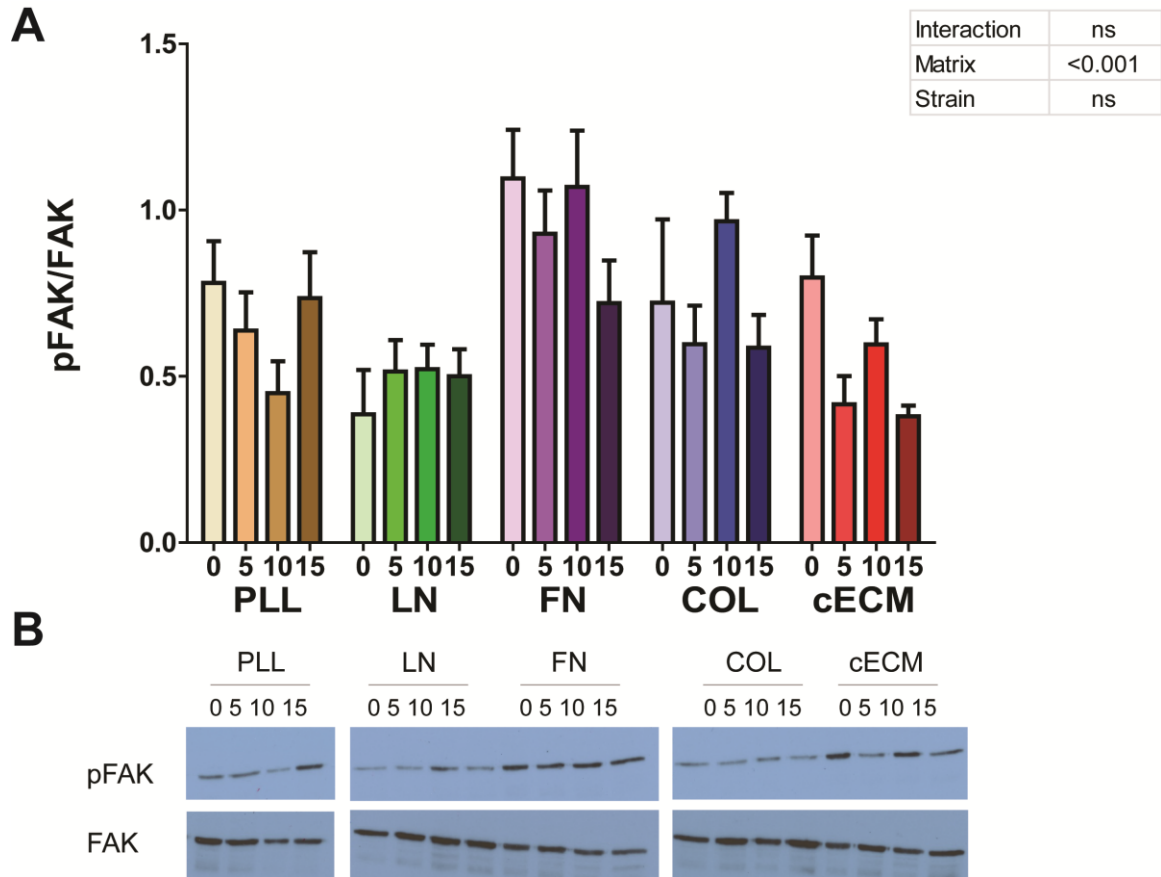 A
Interaction ns
Matrix <0.001
Strain ns
pFAK/FAK
1.5
1.0
0.5
0.0
0 5 10 15 0 5 10 15 0 5 10 15 0 5 10 15 0 5 10 15
PLL LN FN COL cECM
B
PLL LN FN COL cECM
0 5 10 15 0 5 10 15 0 5 10 15 0 5 10 15 0 5 10 15
pFAK
FAK